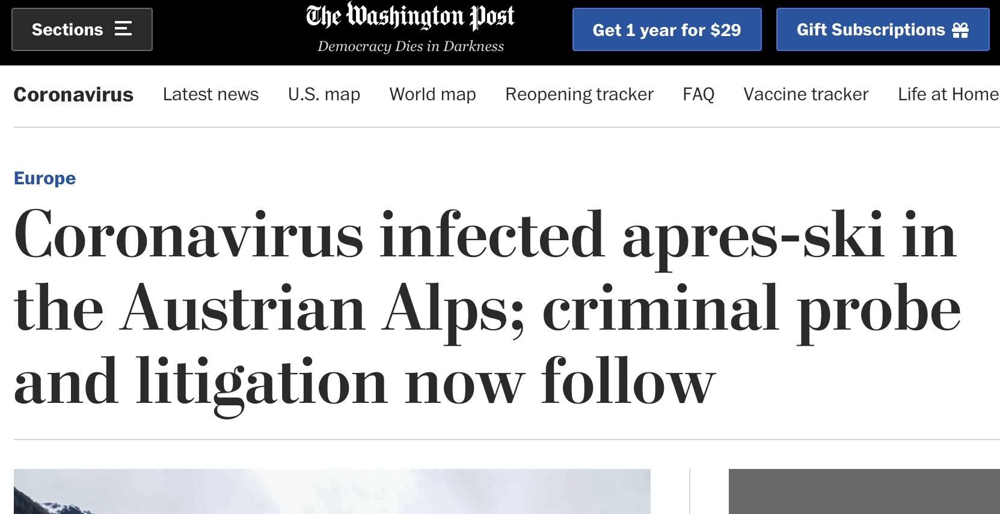 Sections
The Washington Post
Democracy Dies in Darkness
Get 1 year for $29
Gift Subscriptions
Coronavirus Latest news U.S. map World map Reopening tracker FAQ Vaccine tracker Life at Home
Europe
Coronavirus infected apres-ski in
the Austrian Alps; criminal probe
and litigation now follow